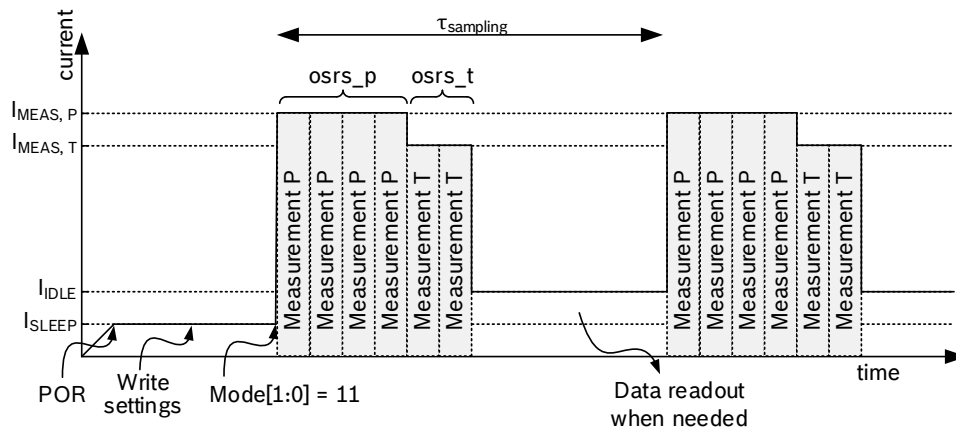 τsampling
current
osrs_p
osrs_t
IMEAS, P
IMEAS, T
Measurement P
Measurement P
Measurement P
Measurement P
Measurement T
Measurement T
Measurement P
Measurement P
Measurement P
Measurement P
Measurement T
Measurement T
IIDLE
ISLEEP
time
POR
Write
settings
Mode[1:0] = 11
Data readout
when needed